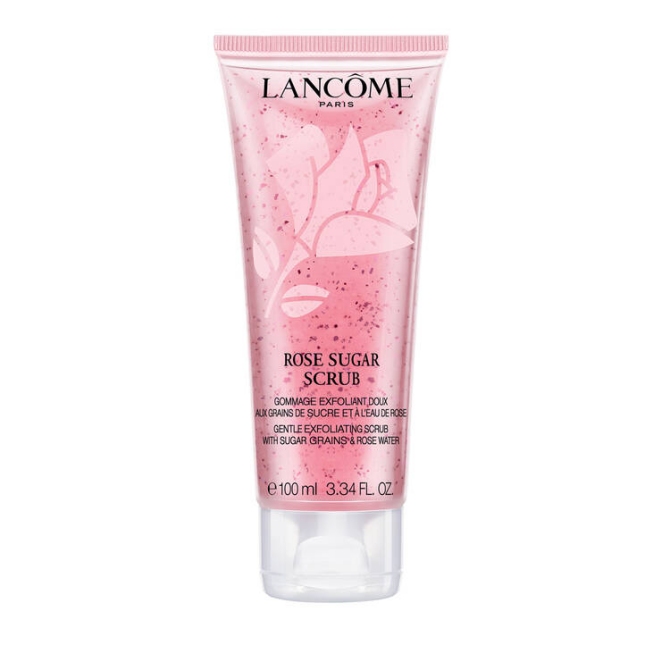 LANCÔME
PARIS
RÔSE SUGAR
SCRUB
GOMMAGE EXFOLIANT DOUX
AUX GRAINS DE SUCRE ET À L'EAU DE ROSE
GENTLE EXFOLIATING SCRUB
WITH SUGAR GRAINS & ROSE WATER
℮ 100 ml 3.34 FL. OZ.